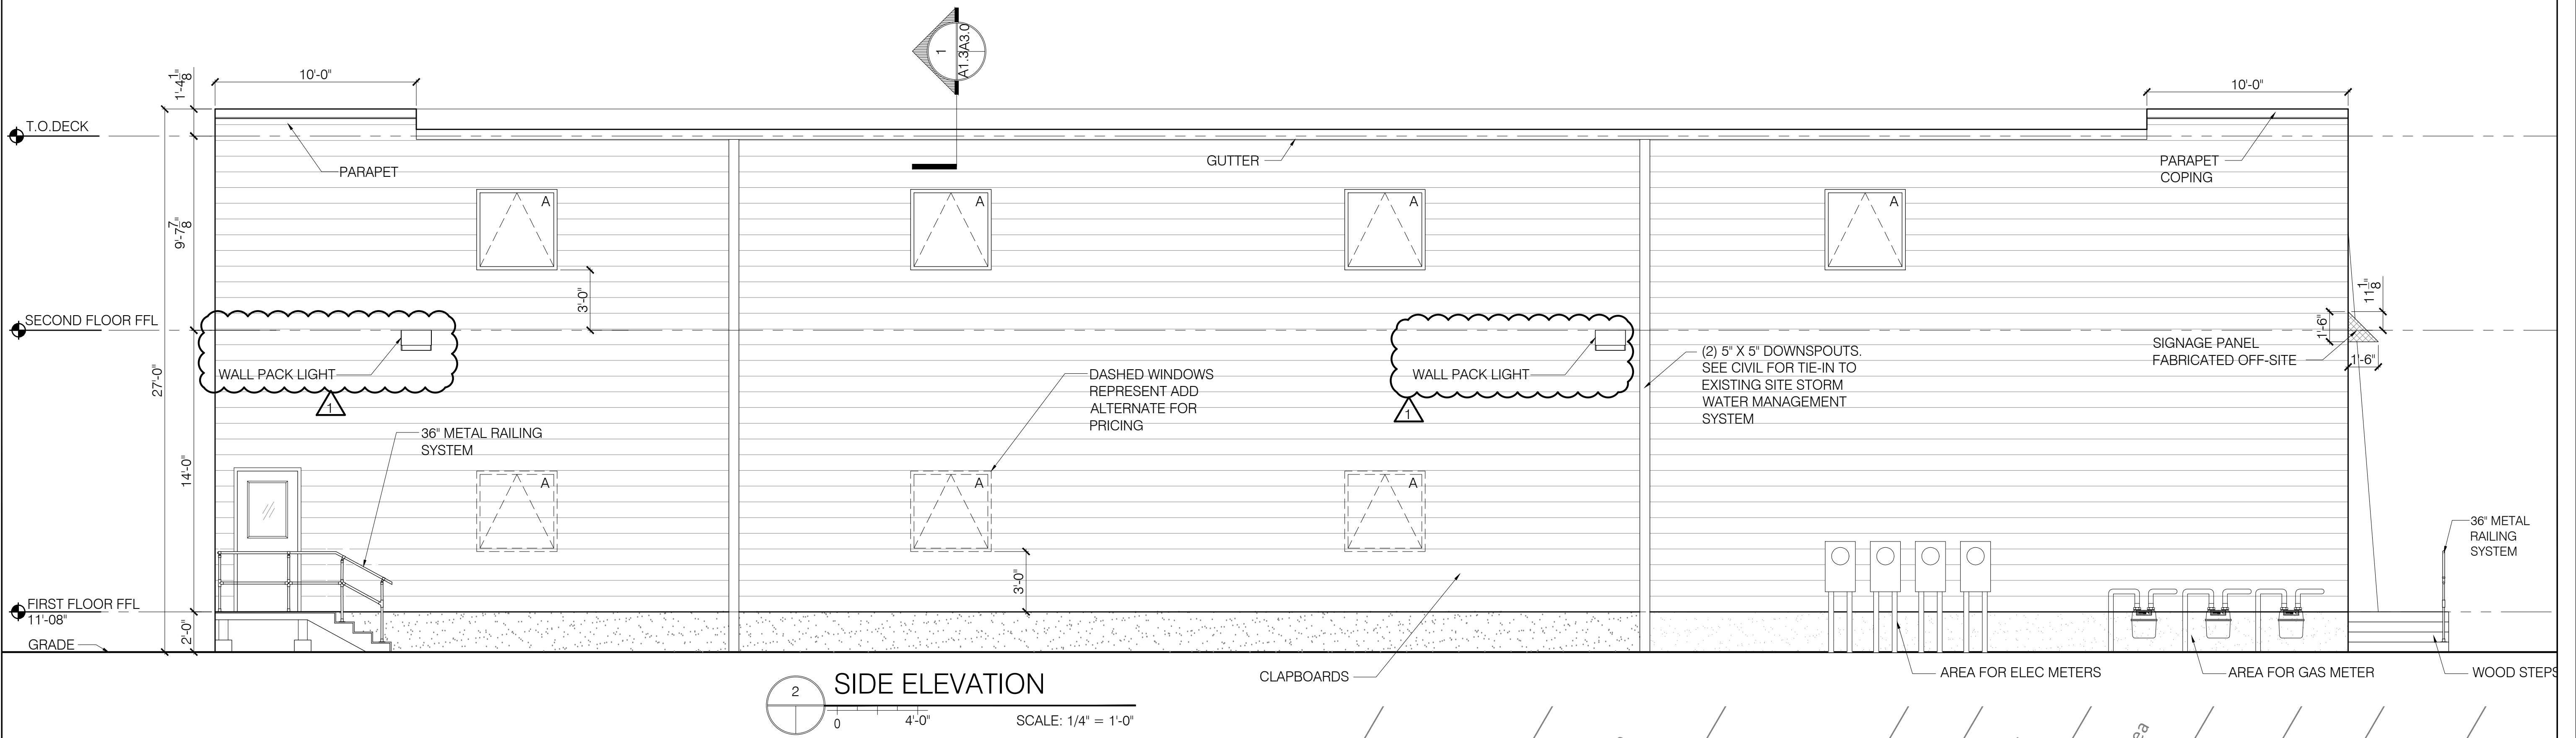 1
A1.3A3.0
10'-0"
10'-0"
1'-4 1/8"
T.O.DECK
PARAPET
GUTTER
PARAPET
COPING
A
A
A
A
9'-7 7/8"
3'-0"
SECOND FLOOR FFL
11 1/8"
1'-6"
1'-6"
SIGNAGE PANEL
FABRICATED OFF-SITE
WALL PACK LIGHT
1
WALL PACK LIGHT
1
(2) 5" X 5" DOWNSPOUTS.
SEE CIVIL FOR TIE-IN TO
EXISTING SITE STORM
WATER MANAGEMENT
SYSTEM
DASHED WINDOWS
REPRESENT ADD
ALTERNATE FOR
PRICING
27'-0"
36" METAL RAILING
SYSTEM
14'-0"
A
A
A
36" METAL
RAILING
SYSTEM
3'-0"
FIRST FLOOR FFL
11'-08"
2'-0"
GRADE
CLAPBOARDS
AREA FOR ELEC METERS
AREA FOR GAS METER
WOOD STEPS
2
SIDE ELEVATION
0
4'-0"
SCALE: 1/4" = 1'-0"
ea